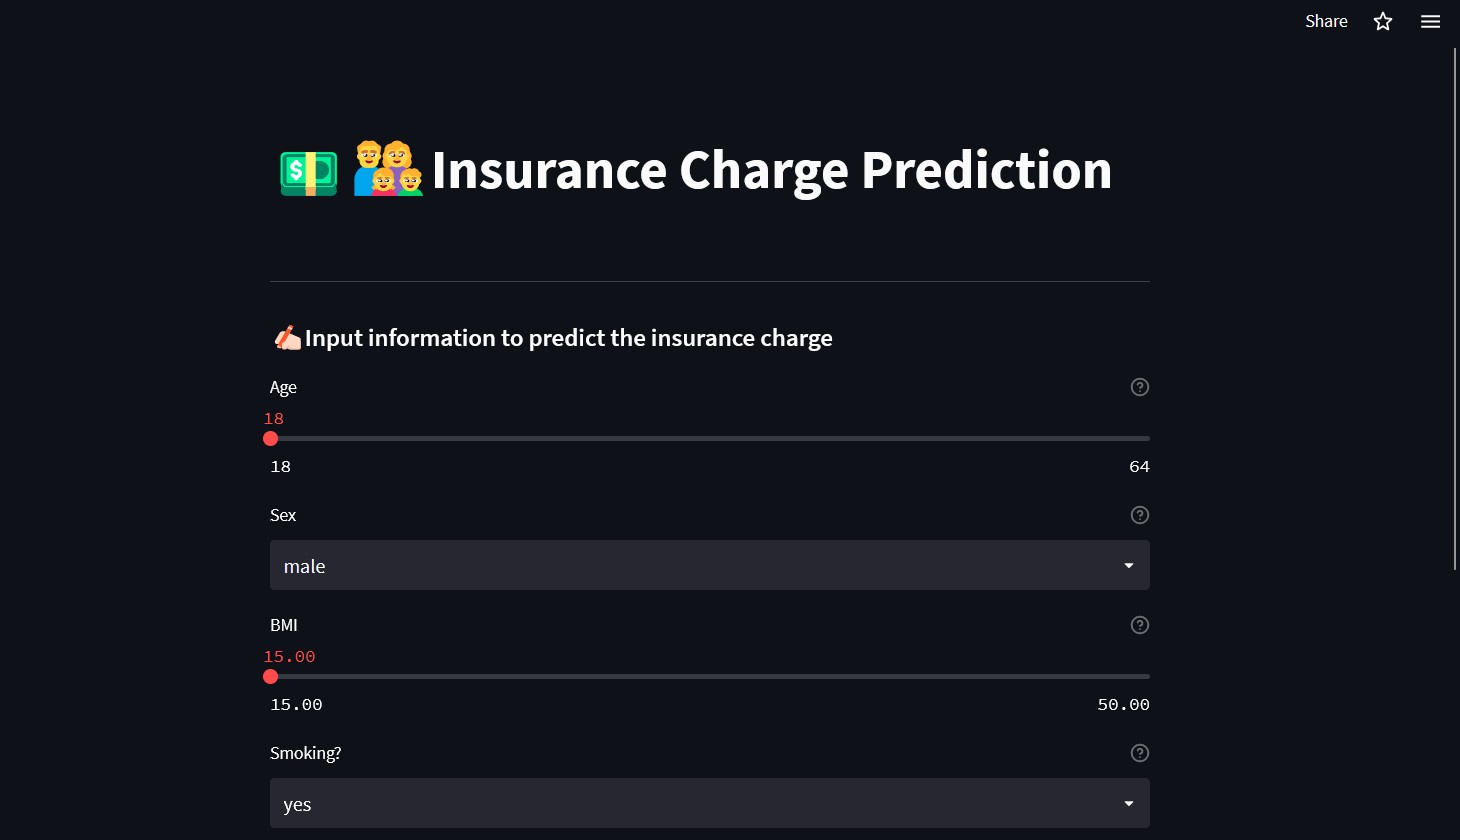 Share
Insurance Charge Prediction
Input information to predict the insurance charge
Age
18
18 64
Sex
male
BMI
15.00
15.00 50.00
Smoking?
yes